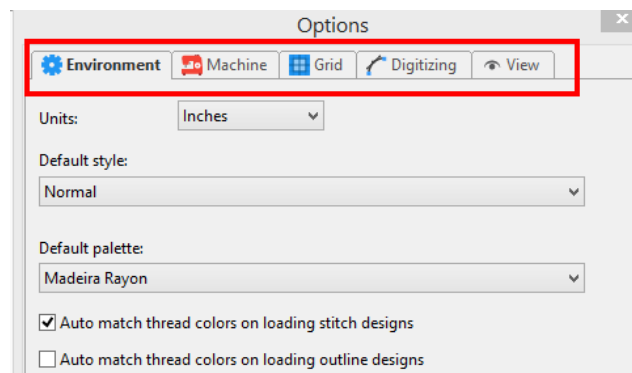 Options
Environment Machine Grid Digitizing View
Units: Inches
Default style:
Normal
Default palette:
Madeira Rayon
Auto match thread colors on loading stitch designs
Auto match thread colors on loading outline designs